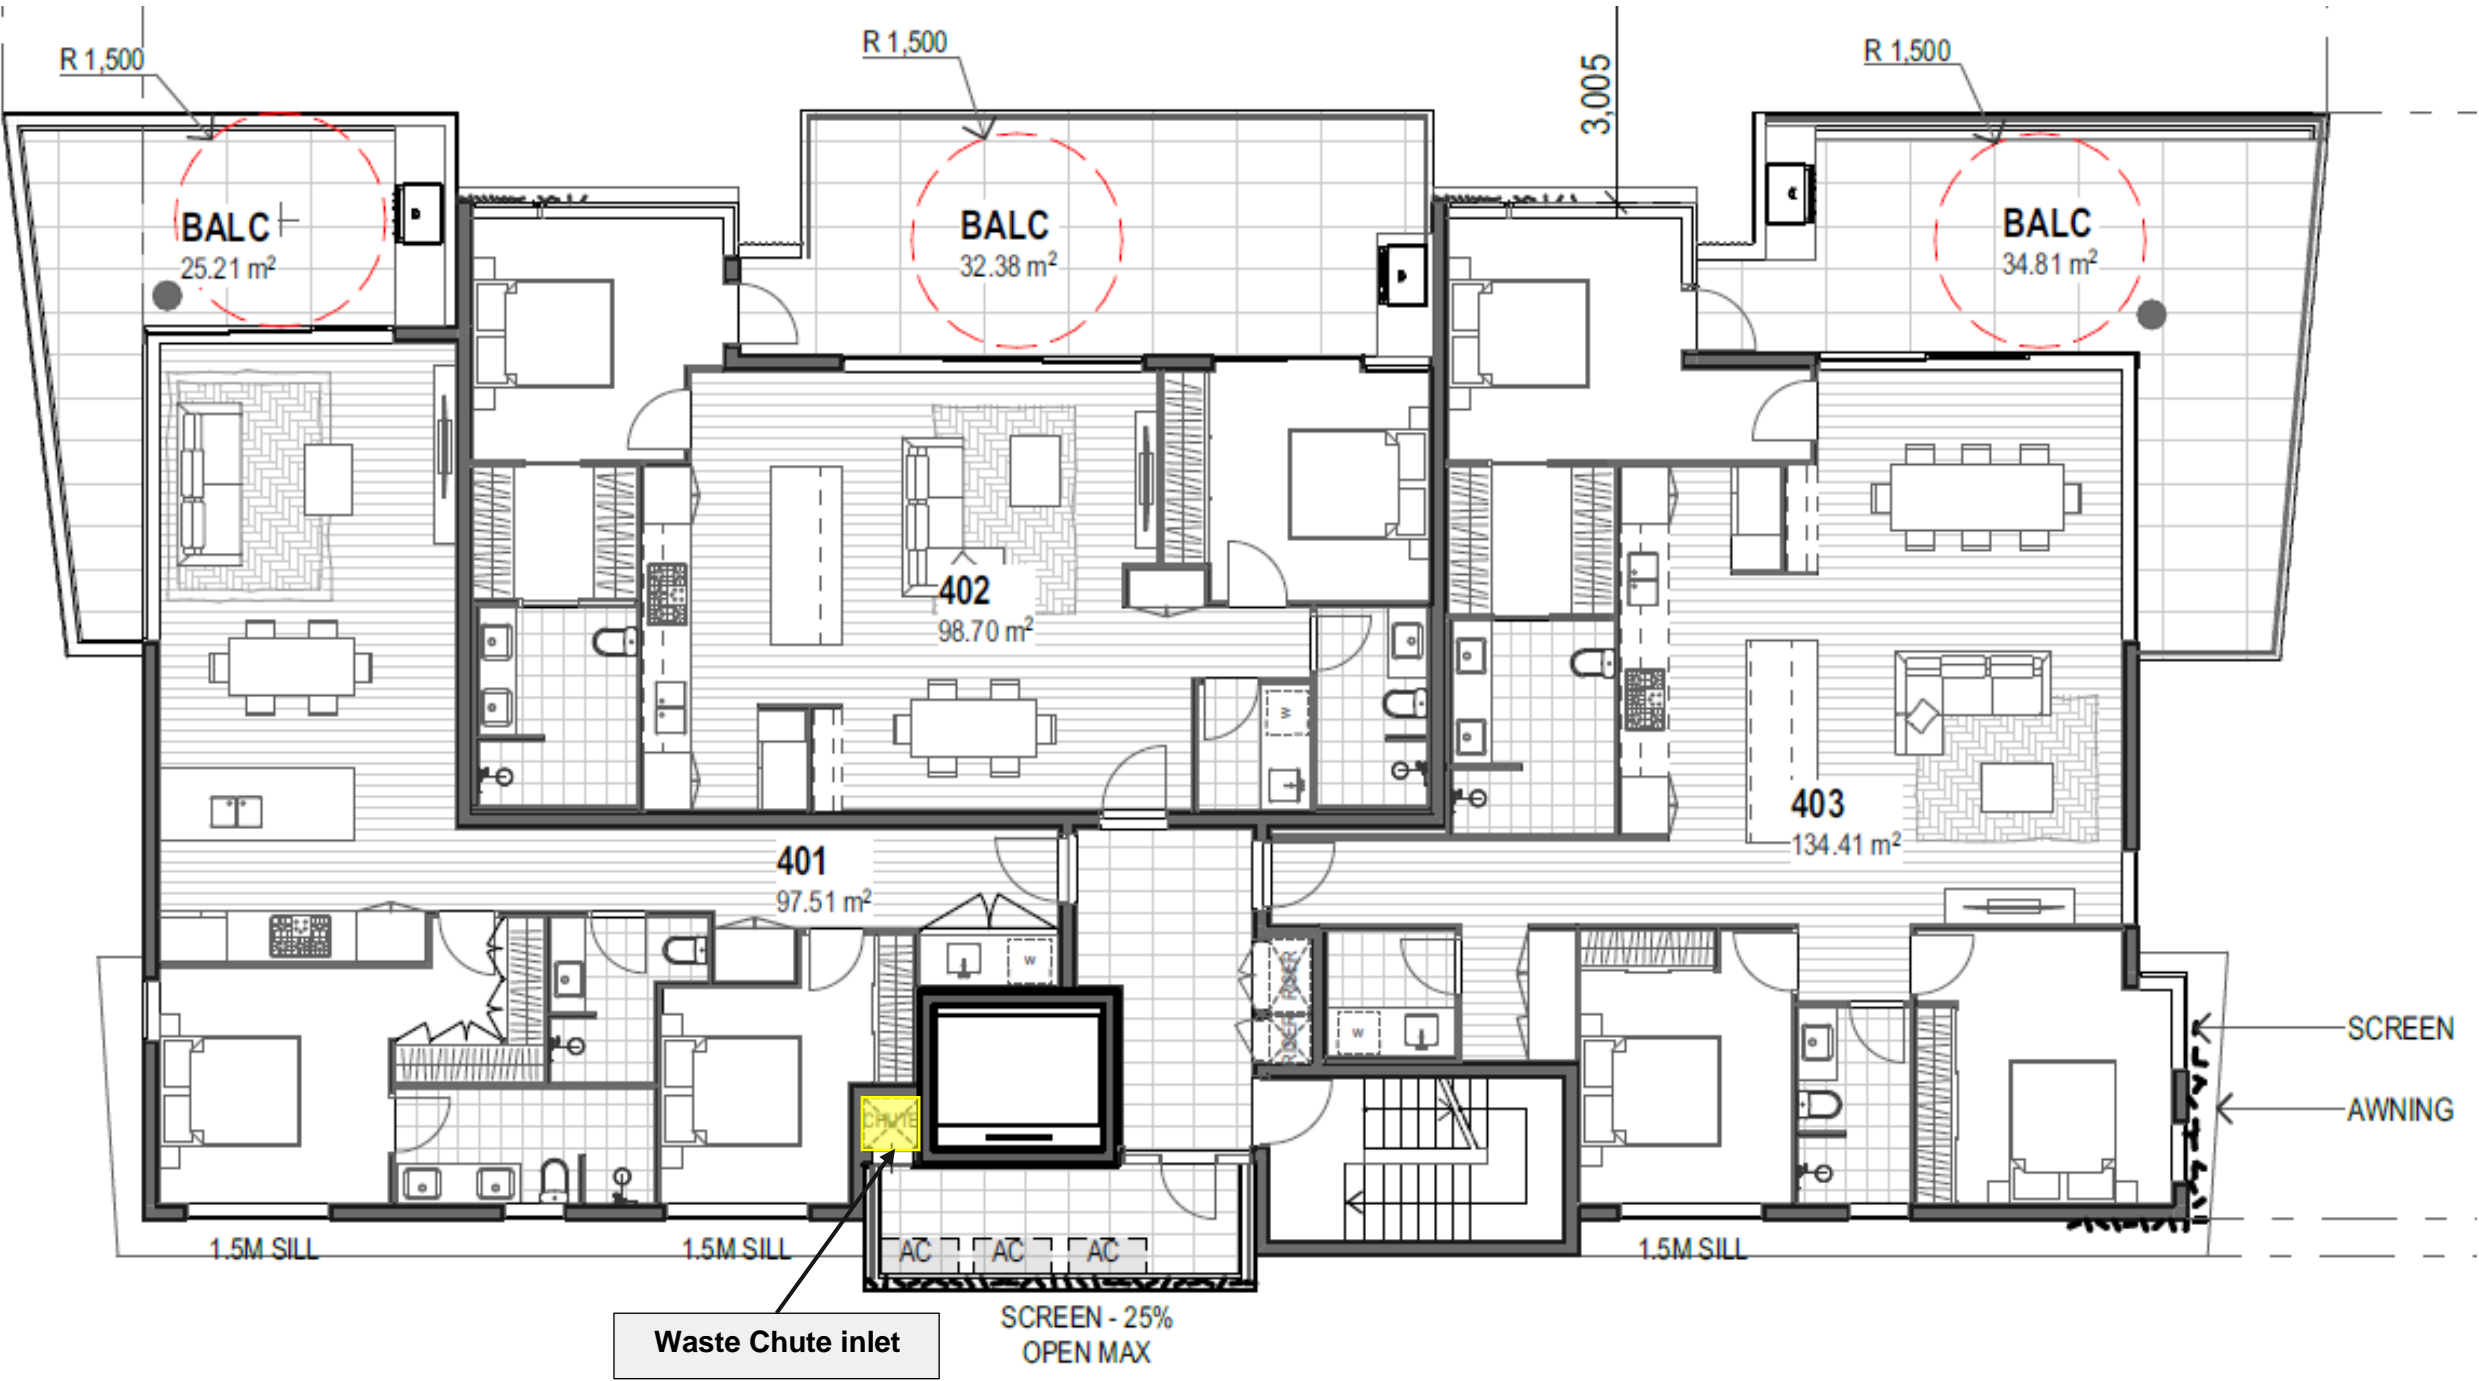 R 1,500
R 1,500
R 1,500
3,005
BALC
25.21 m²
BALC
32.38 m²
BALC
34.81 m²
402
98.70 m²
W
403
134.41 m²
401
97.51 m²
W
RISER
RISER
W
SCREEN
AWNING
CHUTE
1.5M SILL
1.5M SILL
AC
AC
AC
1.5M SILL
SCREEN - 25%
OPEN MAX
Waste Chute inlet